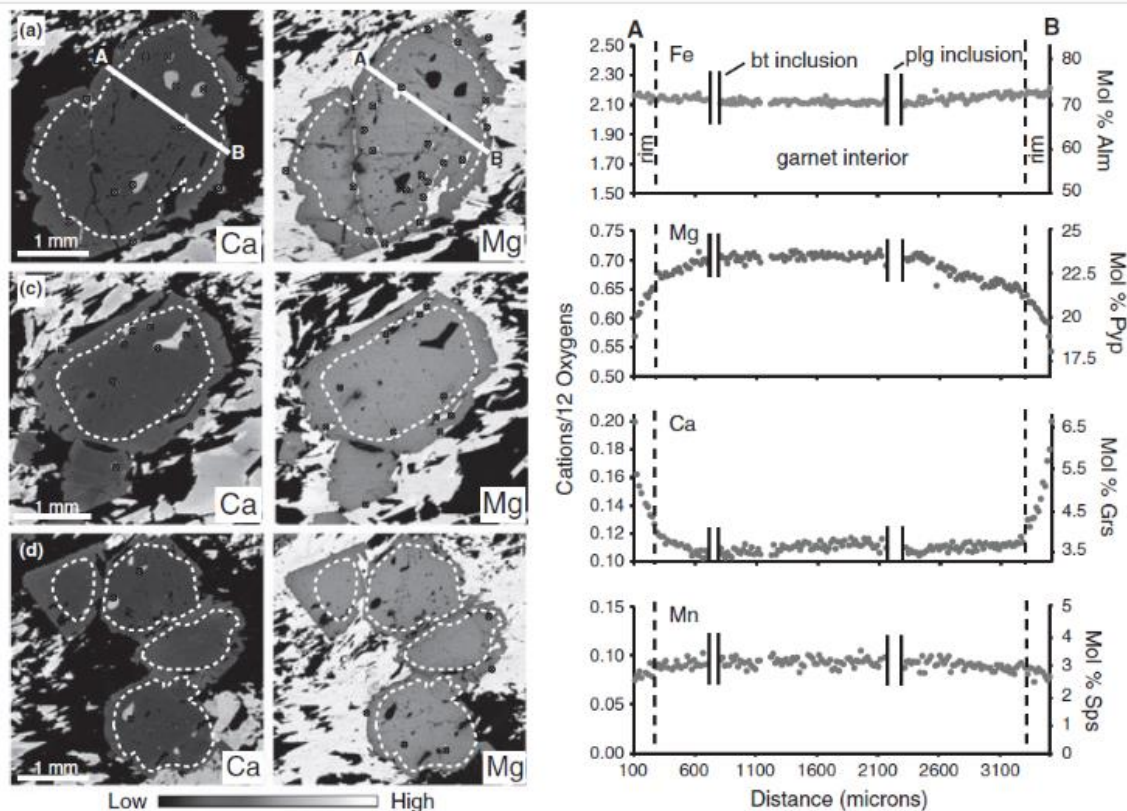 (a)
A
B
1 mm
Ca
A
B
Mg
(c)
1 mm
Ca
Mg
(d)
1 mm
Ca
Mg
Low
High
A
B
2.50
2.30
2.10
1.90
1.70
1.50
Fe
bt inclusion
plg inclusion
rim
garnet interior
rim
80
70
60
50
Mol % Alm
0.75
0.70
0.65
0.60
0.55
0.50
Mg
25
22.5
20
17.5
Mol % Pyp
Cations/12 Oxygens
0.20
0.18
0.16
0.14
0.12
0.10
Ca
6.5
5.5
4.5
3.5
Mol % Grs
0.15
0.10
0.05
0.00
Mn
5
4
3
2
1
0
Mol % Sps
100 600 1100 1600 2100 2600 3100
Distance (microns)